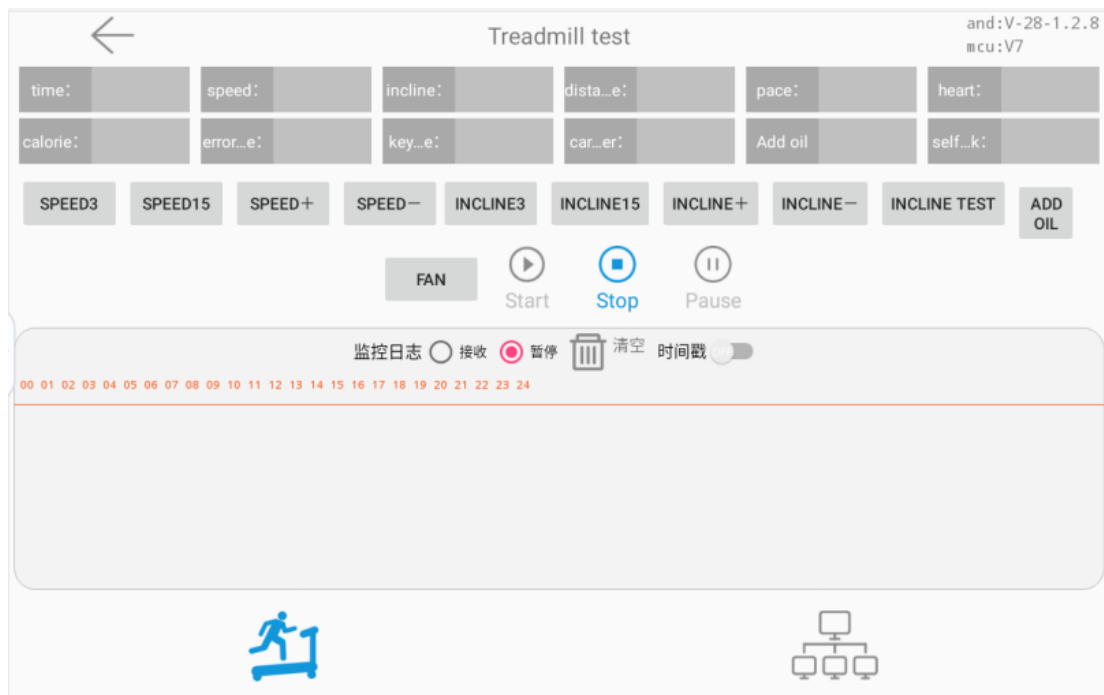 Treadmill test
and:V-28-1.2.8
mcu:V7
time: speed: incline: dista...e: pace: heart:
calorie: error...e: key...e: car...er: Add oil self...k:
SPEED3 SPEED15 SPEED+ SPEED− INCLINE3 INCLINE15 INCLINE+ INCLINE− INCLINE TEST ADD OIL
FAN Start Stop Pause
监控日志 接收 暂停 清空 时间戳 OFF
00 01 02 03 04 05 06 07 08 09 10 11 12 13 14 15 16 17 18 19 20 21 22 23 24